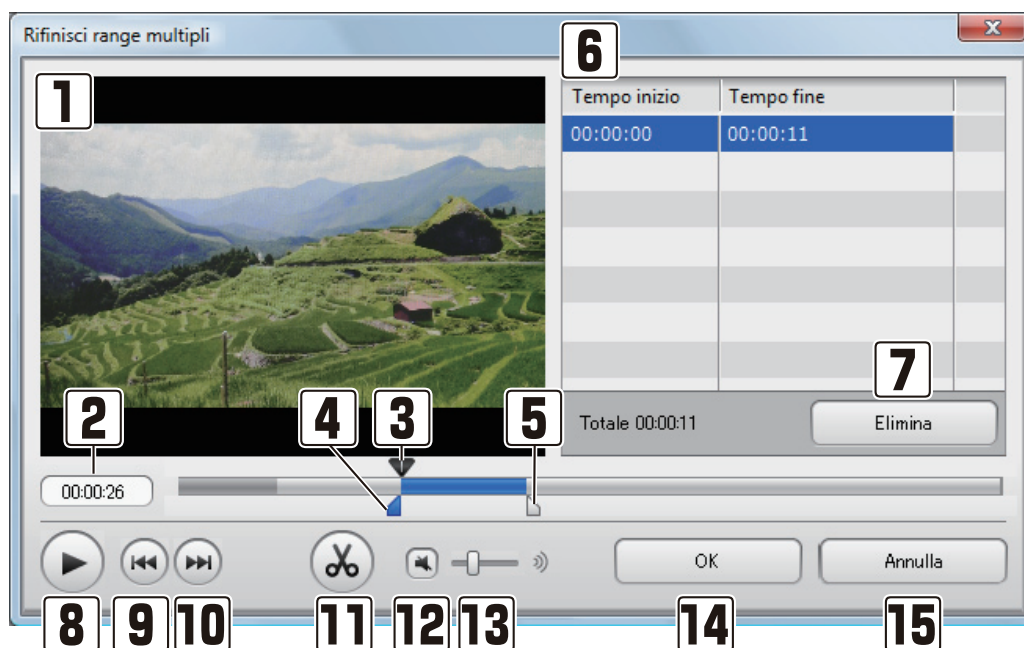 Rifinisci range multipli
x
1
6
Tempo inizio Tempo fine
00:00:00 00:00:11
7
2
4
3
5
Totale 00:00:11
Elimina
00:00:26
OK
Annulla
8
9
10
11
12
13
14
15